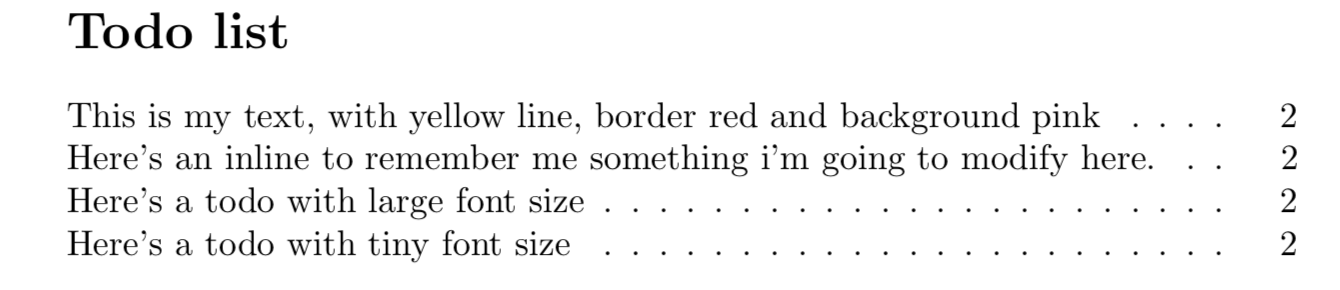 Todo list
This is my text, with yellow line, border red and background pink . . . . 2
Here's an inline to remember me something i'm going to modify here. . . 2
Here's a todo with large font size . . . . . . . . . . . . . . . . . . . . . . . 2
Here's a todo with tiny font size . . . . . . . . . . . . . . . . . . . . . . . 2